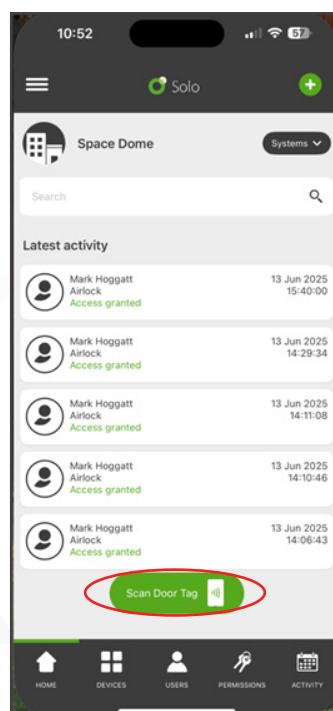 10:52
67
Solo
Space Dome
Systems
Search
Latest activity
Mark Hoggatt
13 Jun 2025
Airlock
15:40:00
Access granted
Mark Hoggatt
13 Jun 2025
Airlock
14:29:34
Access granted
Mark Hoggatt
13 Jun 2025
Airlock
14:11:08
Access granted
Mark Hoggatt
13 Jun 2025
Airlock
14:10:46
Access granted
Mark Hoggatt
13 Jun 2025
Airlock
14:06:43
Access granted
Scan Door Tag
HOME DEVICES USERS PERMISSIONS ACTIVITY